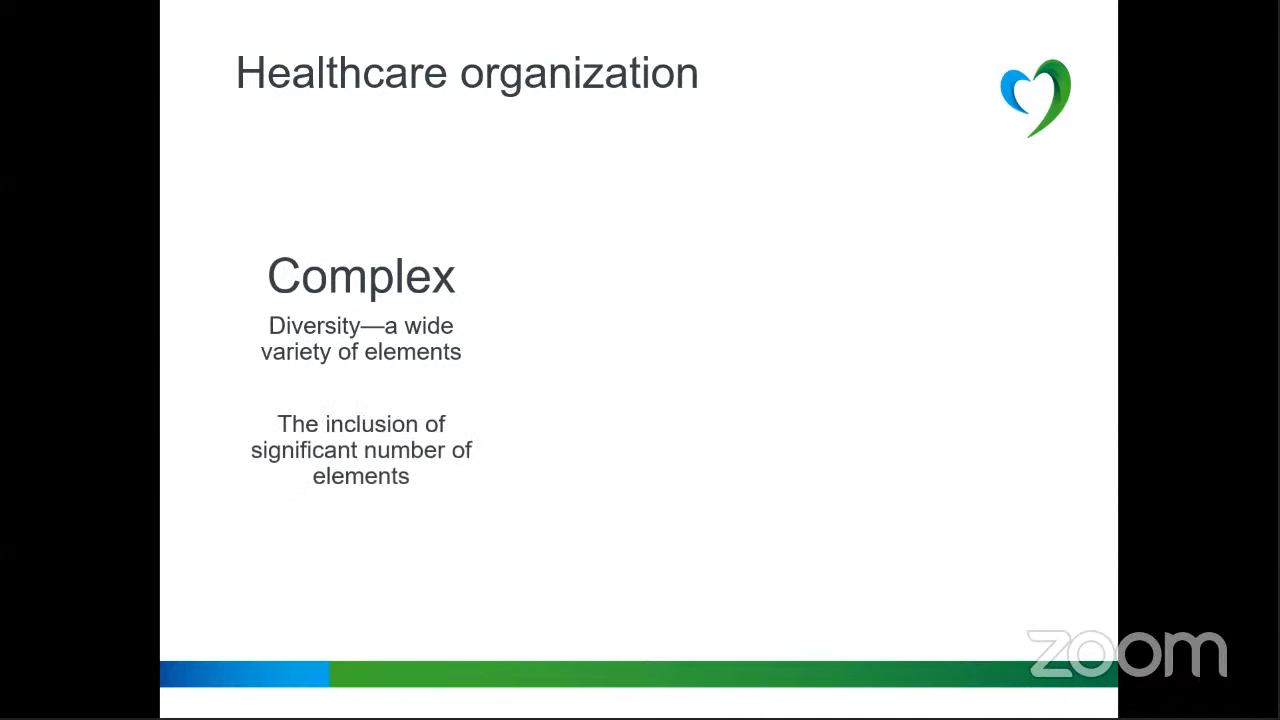 Healthcare organization
Complex
Diversity—a wide
variety of elements
The inclusion of
significant number of
elements
zoom